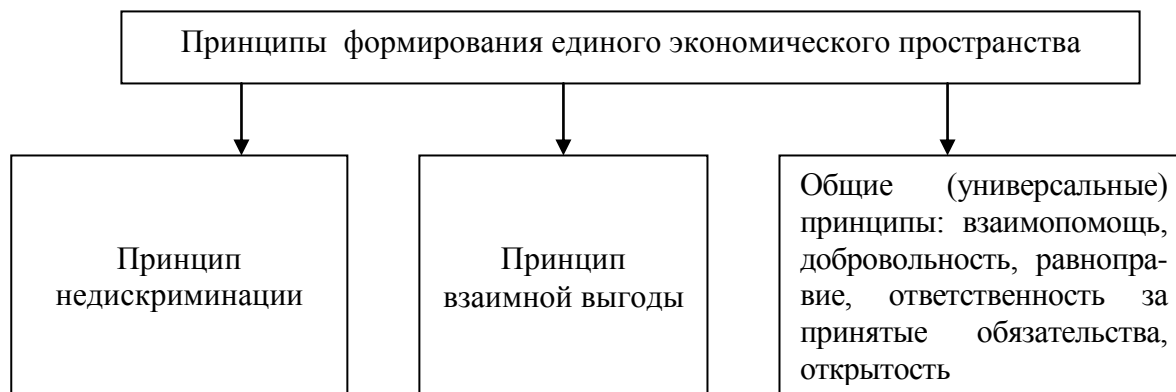 Принципы формирования единого экономического пространства
Принцип
недискриминации
Принцип
взаимной выгоды
Общие (универсальные)
принципы: взаимопомощь,
добровольность, равнопра-
вие, ответственность за
принятые обязательства,
открытость